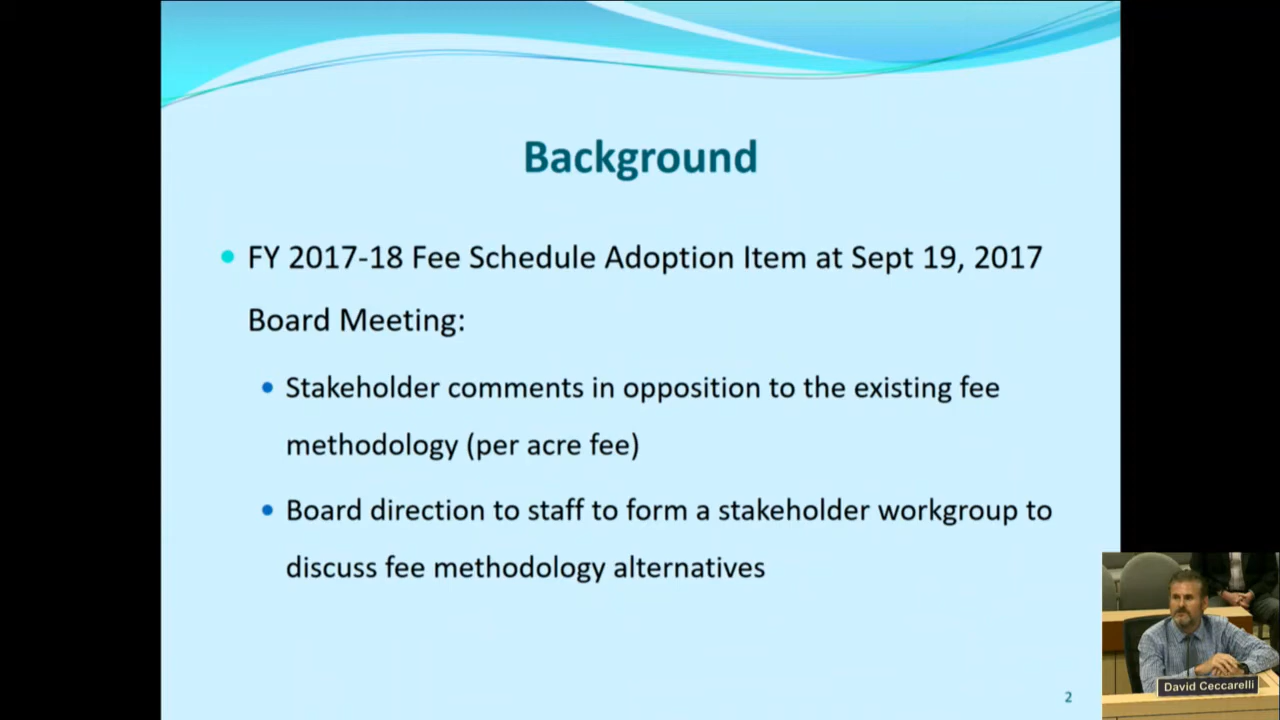 Background
FY 2017-18 Fee Schedule Adoption Item at Sept 19, 2017
Board Meeting:
Stakeholder comments in opposition to the existing fee
methodology (per acre fee)
Board direction to staff to form a stakeholder workgroup to
discuss fee methodology alternatives
2
David Ceccarelli